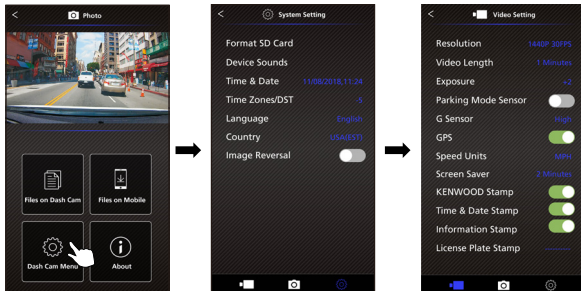 < Photo
Files on Dash Cam
Files on Mobile
Dash Cam Menu
About
< System Setting
Format SD Card
Device Sounds
Time & Date 11/08/2018,11:24
Time Zones/DST -5
Language English
Country USA(EST)
Image Reversal
< Video Setting
Resolution 1440P 30FPS
Video Length 1 Minutes
Exposure +2
Parking Mode Sensor
G Sensor High
GPS
Speed Units MPH
Screen Saver 2 Minutes
KENWOOD Stamp
Time & Date Stamp
Information Stamp
License Plate Stamp --------